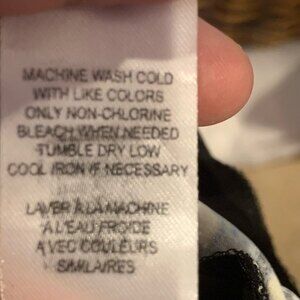 MACHINE WASH COLD
WITH LIKE COLORS
ONLY NON-CHLORINE
BLEACH WHEN NEEDED
TUMBLE DRY LOW
COOL IRON IF NECESSARY
LAVER À LA MACHINE
À L'EAU FROIDE
AVEC COULEURS
SIMILAIRES